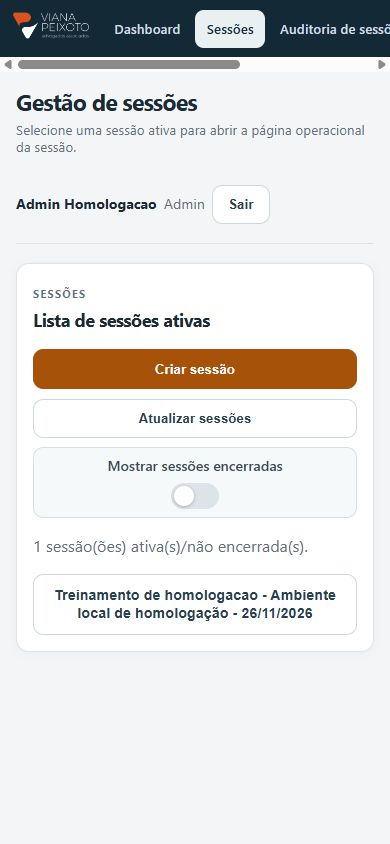 VIANA
PEIXOTO
advogados associados
Dashboard
Sessões
Auditoria de sessõ
Gestão de sessões
Selecione uma sessão ativa para abrir a página operacional
da sessão.
Admin Homologacao Admin Sair
SESSÕES
Lista de sessões ativas
Criar sessão
Atualizar sessões
Mostrar sessões encerradas
1 sessão(ões) ativa(s)/não encerrada(s).
Treinamento de homologacao - Ambiente
local de homologação - 26/11/2026